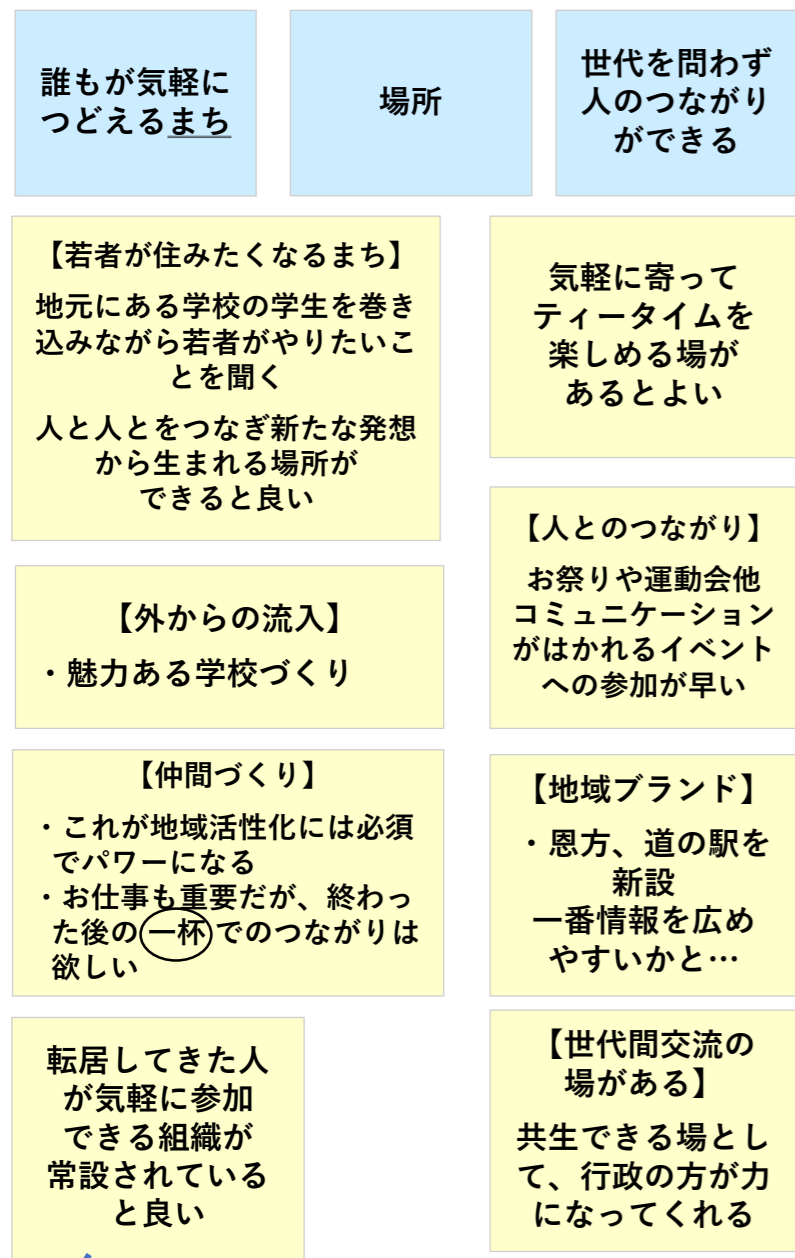 誰もが気軽に
つどえるまち
場所
世代を問わず
人のつながり
ができる
【若者が住みたくなるまち】
地元にある学校の学生を巻き
込みながら若者がやりたいこ
とを聞く
人と人とをつなぎ新たな発想
から生まれる場所が
できると良い
気軽に寄って
ティータイムを
楽しめる場が
あるとよい
【人とのつながり】
お祭りや運動会他
コミュニケーション
がはかれるイベント
への参加が早い
【外からの流入】
・魅力ある学校づくり
【仲間づくり】
・これが地域活性化には必須
でパワーになる
・お仕事も重要だが、終わっ
た後の一杯でのつながりは
欲しい
【地域ブランド】
・恩方、道の駅を
新設
一番情報を広め
やすいかと…
転居してきた人
が気軽に参加
できる組織が
常設されている
と良い
【世代間交流の
場がある】
共生できる場とし
て、行政の方が力
になってくれる